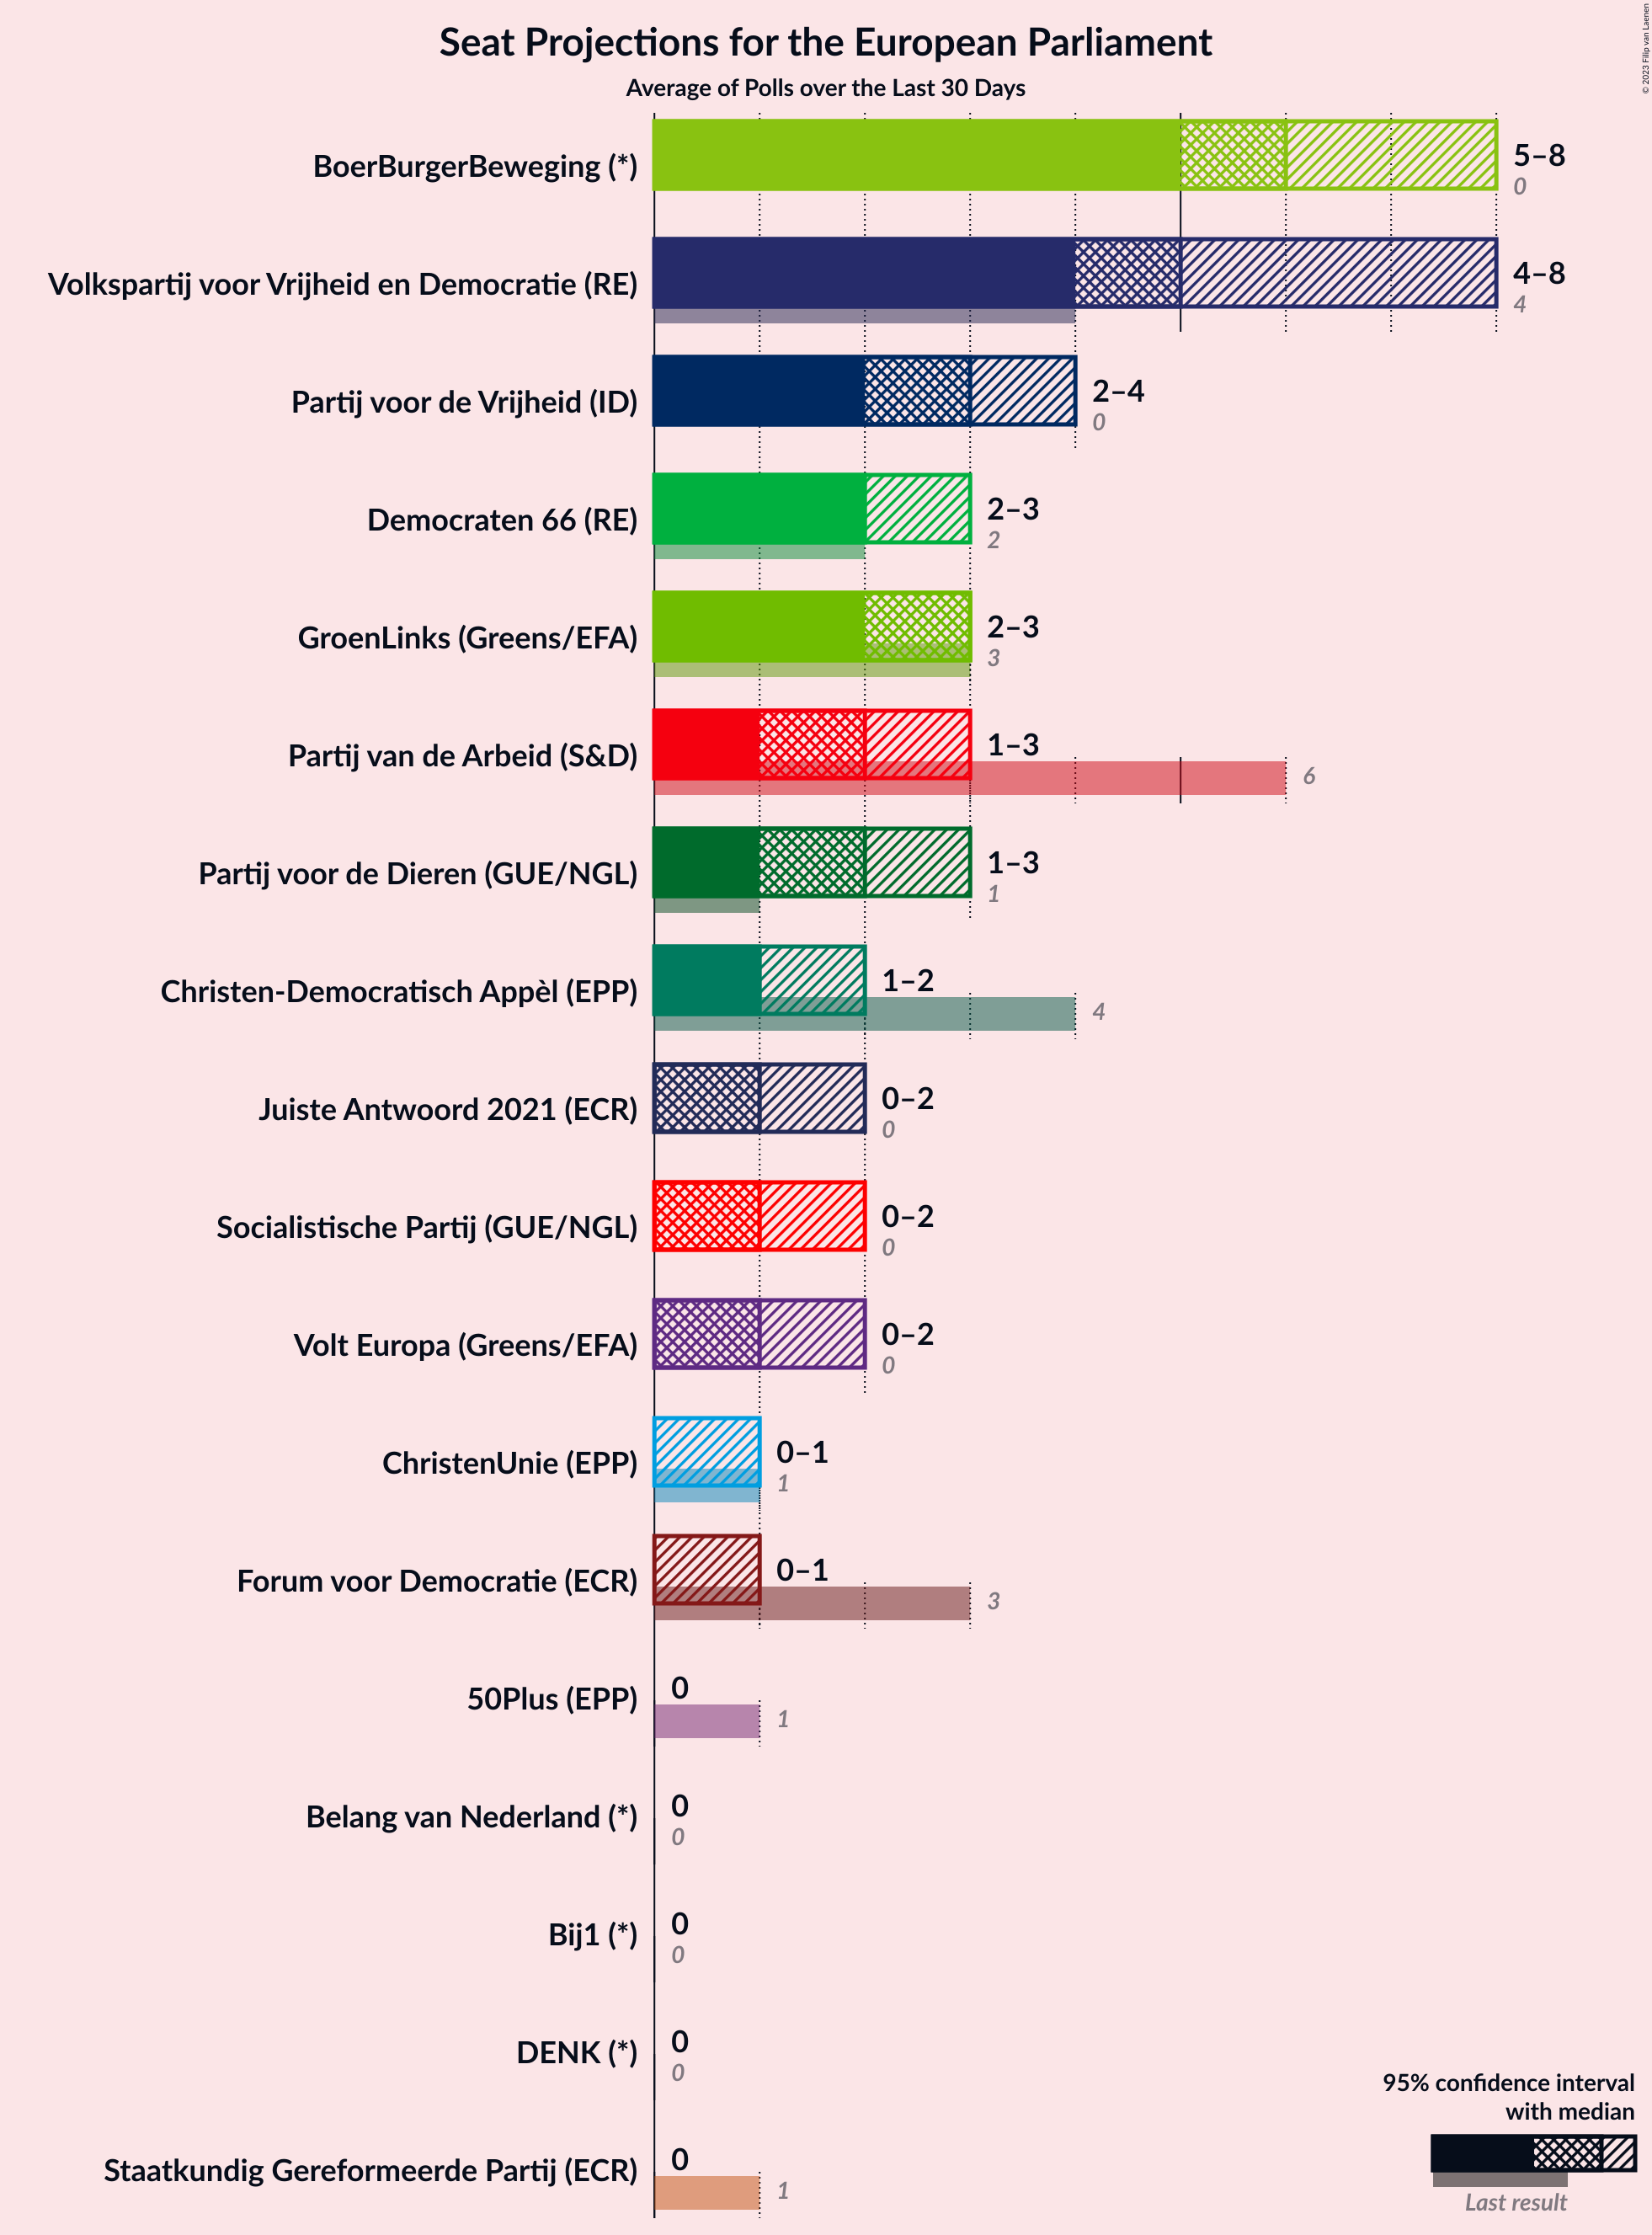 Seat Projections for the European Parliament
Average of Polls over the Last 30 Days
© 2023 Filip van Laenen
BoerBurgerBeweging (*)
5–8
0
Volkspartij voor Vrijheid en Democratie (RE)
4–8
4
Partij voor de Vrijheid (ID)
2–4
0
Democraten 66 (RE)
2–3
2
GroenLinks (Greens/EFA)
2–3
3
Partij van de Arbeid (S&D)
1–3
6
Partij voor de Dieren (GUE/NGL)
1–3
1
Christen-Democratisch Appèl (EPP)
1–2
4
Juiste Antwoord 2021 (ECR)
0–2
0
Socialistische Partij (GUE/NGL)
0–2
0
Volt Europa (Greens/EFA)
0–2
0
ChristenUnie (EPP)
0–1
1
Forum voor Democratie (ECR)
0–1
3
50Plus (EPP)
0
1
Belang van Nederland (*)
0
0
Bij1 (*)
0
0
DENK (*)
0
0
Staatkundig Gereformeerde Partij (ECR)
0
1
95% confidence interval
with median
Last result